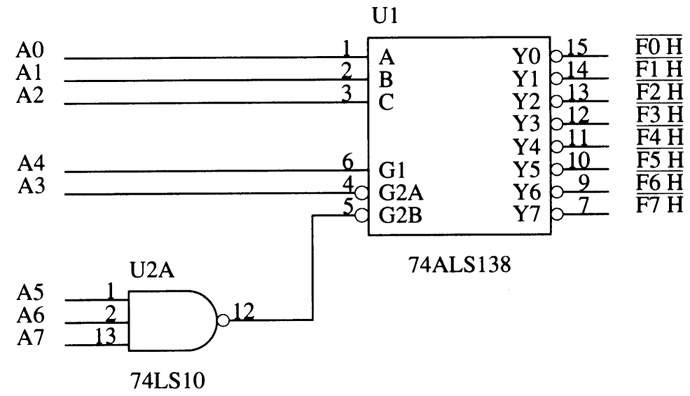 U1
A0 1 A Y0 15 F0 H
A1 2 B Y1 14 F1 H
A2 3 C Y2 13 F2 H
Y3 12 F3 H
Y4 11 F4 H
A4 6 G1 Y5 10 F5 H
A3 4 G2A Y6 9 F6 H
5 G2B Y7 7 F7 H
74ALS138
U2A
A5 1
A6 2 12
A7 13
74LS10